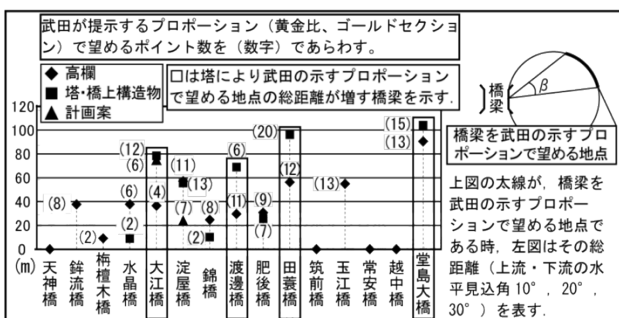 武田が提示するプロポーション（黄金比、ゴールドセクション）で望めるポイント数を（数字）であらわす。
◆高欄
■塔・橋上構造物
▲計画案
□は塔により武田の示すプロポーションで望める地点の総距離が増す橋梁を示す.
120
100
80
60
40
20
0
(m)
(8)
(2)
(6)
(2)
(12)
(6)
(4)
(11)
(13)
(7)
(8)
(2)
(6)
(11)
(9)
(7)
(20)
(12)
(13)
(15)
(13)
天神橋
鉾流橋
栴檀木橋
水晶橋
大江橋
淀屋橋
錦橋
渡邊橋
肥後橋
田蓑橋
筑前橋
玉江橋
常安橋
越中橋
堂島大橋
橋梁
β
橋梁を武田の示すプロ
ポーションで望める地点
上図の太線が，橋梁を
武田の示すプロポー
ションで望める地点で
ある時，左図はその総
距離（上流・下流の水
平見込角10°，20°，
30°）を表す．